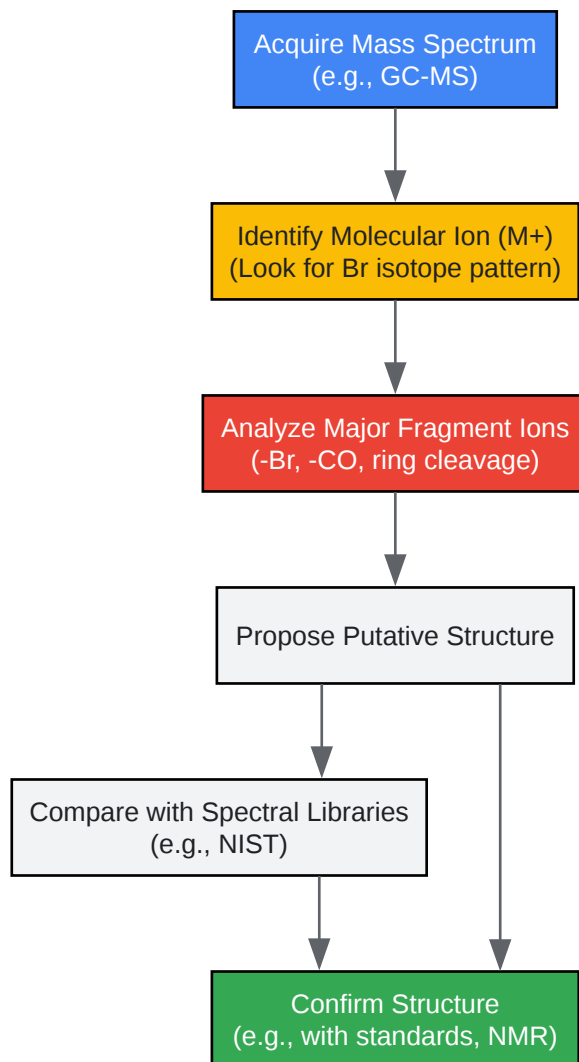 Acquire Mass Spectrum
(e.g., GC-MS)
Identify Molecular Ion (M+)
(Look for Br isotope pattern)
Analyze Major Fragment Ions
(-Br, -CO, ring cleavage)
Propose Putative Structure
Compare with Spectral Libraries
(e.g., NIST)
Confirm Structure
(e.g., with standards, NMR)